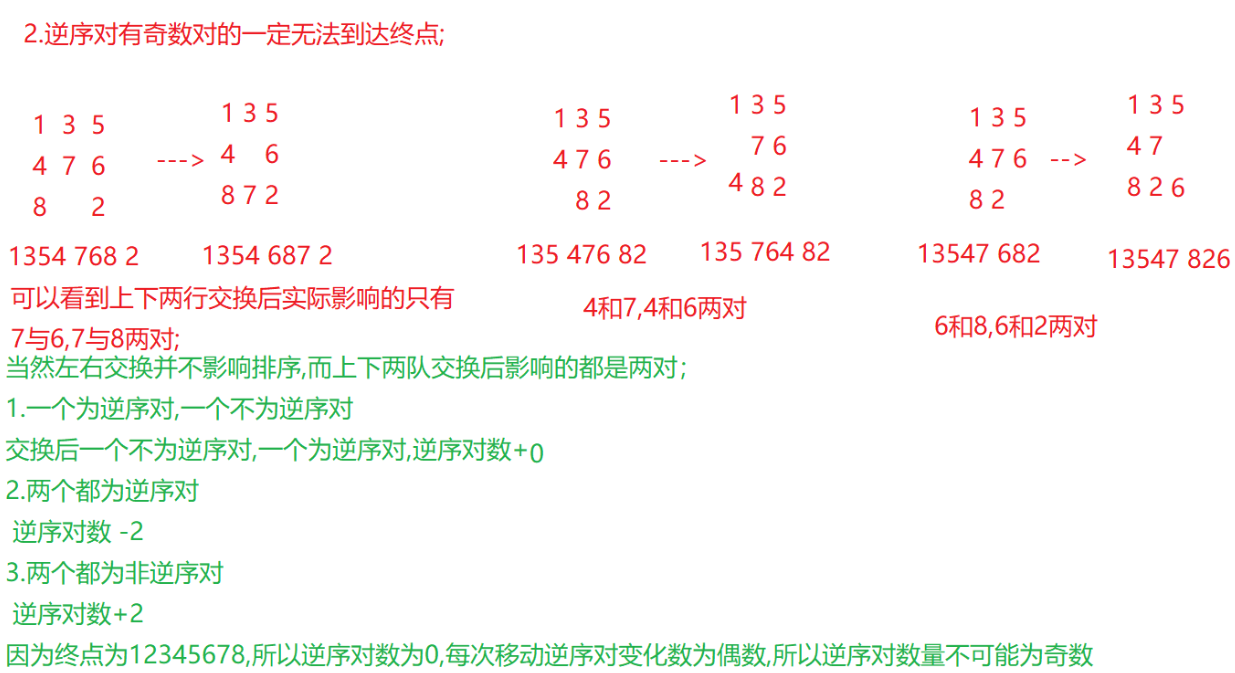 2.逆序对有奇数对的一定无法到达终点;
1 3 5 1 3 5 1 3 5 1 3 5 1 3 5 1 3 5
4 7 6 ---> 4 6 4 7 6 ---> 7 6 4 7 6 --> 4 7
8 2 8 7 2 8 2 4 8 2 8 2 8 2 6
1354 768 2 1354 687 2 135 476 82 135 764 82 13547 682 13547 826
可以看到上下两行交换后实际影响的只有 4和7,4和6两对 6和8,6和2两对
7与6,7与8两对;
当然左右交换并不影响排序,而上下两队交换后影响的都是两对;
1.一个为逆序对,一个不为逆序对
交换后一个不为逆序对,一个为逆序对,逆序对数+0
2.两个都为逆序对
逆序对数 -2
3.两个都为非逆序对
逆序对数+2
因为终点为12345678,所以逆序对数为0,每次移动逆序对变化数为偶数,所以逆序对数量不可能为奇数